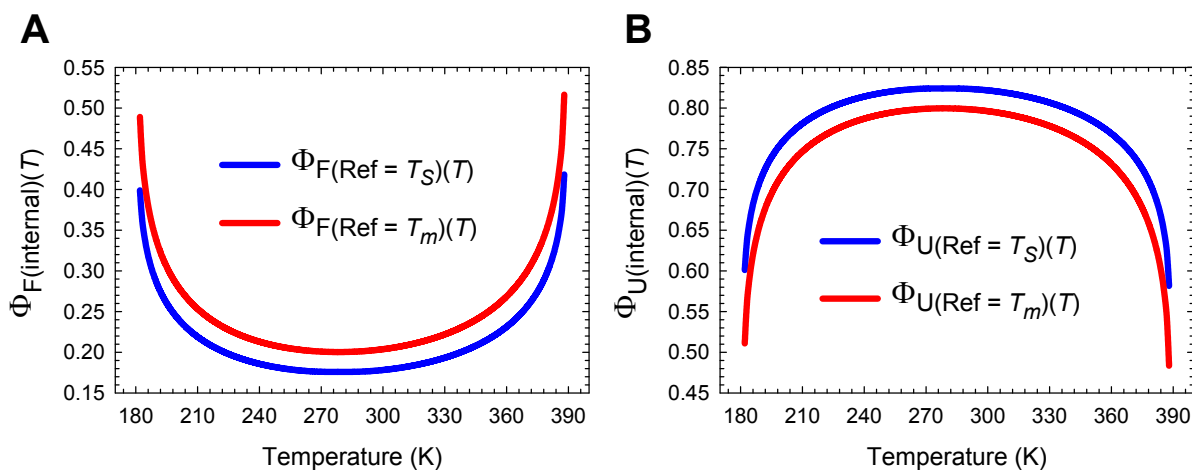 A
ΦF(internal)(T)
0.55
0.50
0.45
0.40
0.35
0.30
0.25
0.20
0.15
ΦF(Ref = TS)(T)
ΦF(Ref = Tm)(T)
180 210 240 270 300 330 360 390
Temperature (K)
B
ΦU(internal)(T)
0.85
0.80
0.75
0.70
0.65
0.60
0.55
0.50
0.45
ΦU(Ref = TS)(T)
ΦU(Ref = Tm)(T)
180 210 240 270 300 330 360 390
Temperature (K)